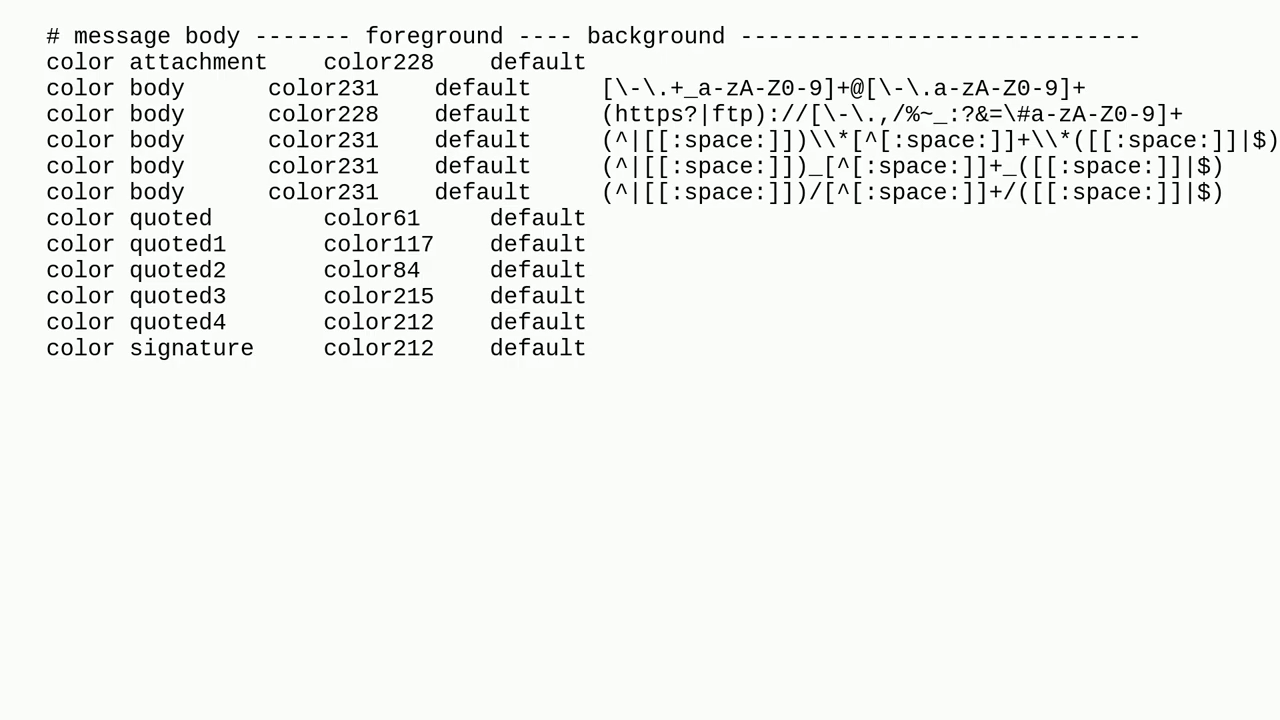 # message body ------- foreground ---- background -----------------------------
color attachment    color228    default
color body      color231    default     [\-\.+_a-zA-Z0-9]+@[\-\.a-zA-Z0-9]+
color body      color228    default     (https?|ftp)://[\-\.,/%~_:?&=\#a-zA-Z0-9]+
color body      color231    default     (^|[[:space:]])\\*[^[:space:]]+\\*([[:space:]]|$)
color body      color231    default     (^|[[:space:]])_[^[:space:]]+_([[:space:]]|$)
color body      color231    default     (^|[[:space:]])/[^[:space:]]+/([[:space:]]|$)
color quoted        color61     default
color quoted1       color117    default
color quoted2       color84     default
color quoted3       color215    default
color quoted4       color212    default
color signature     color212    default